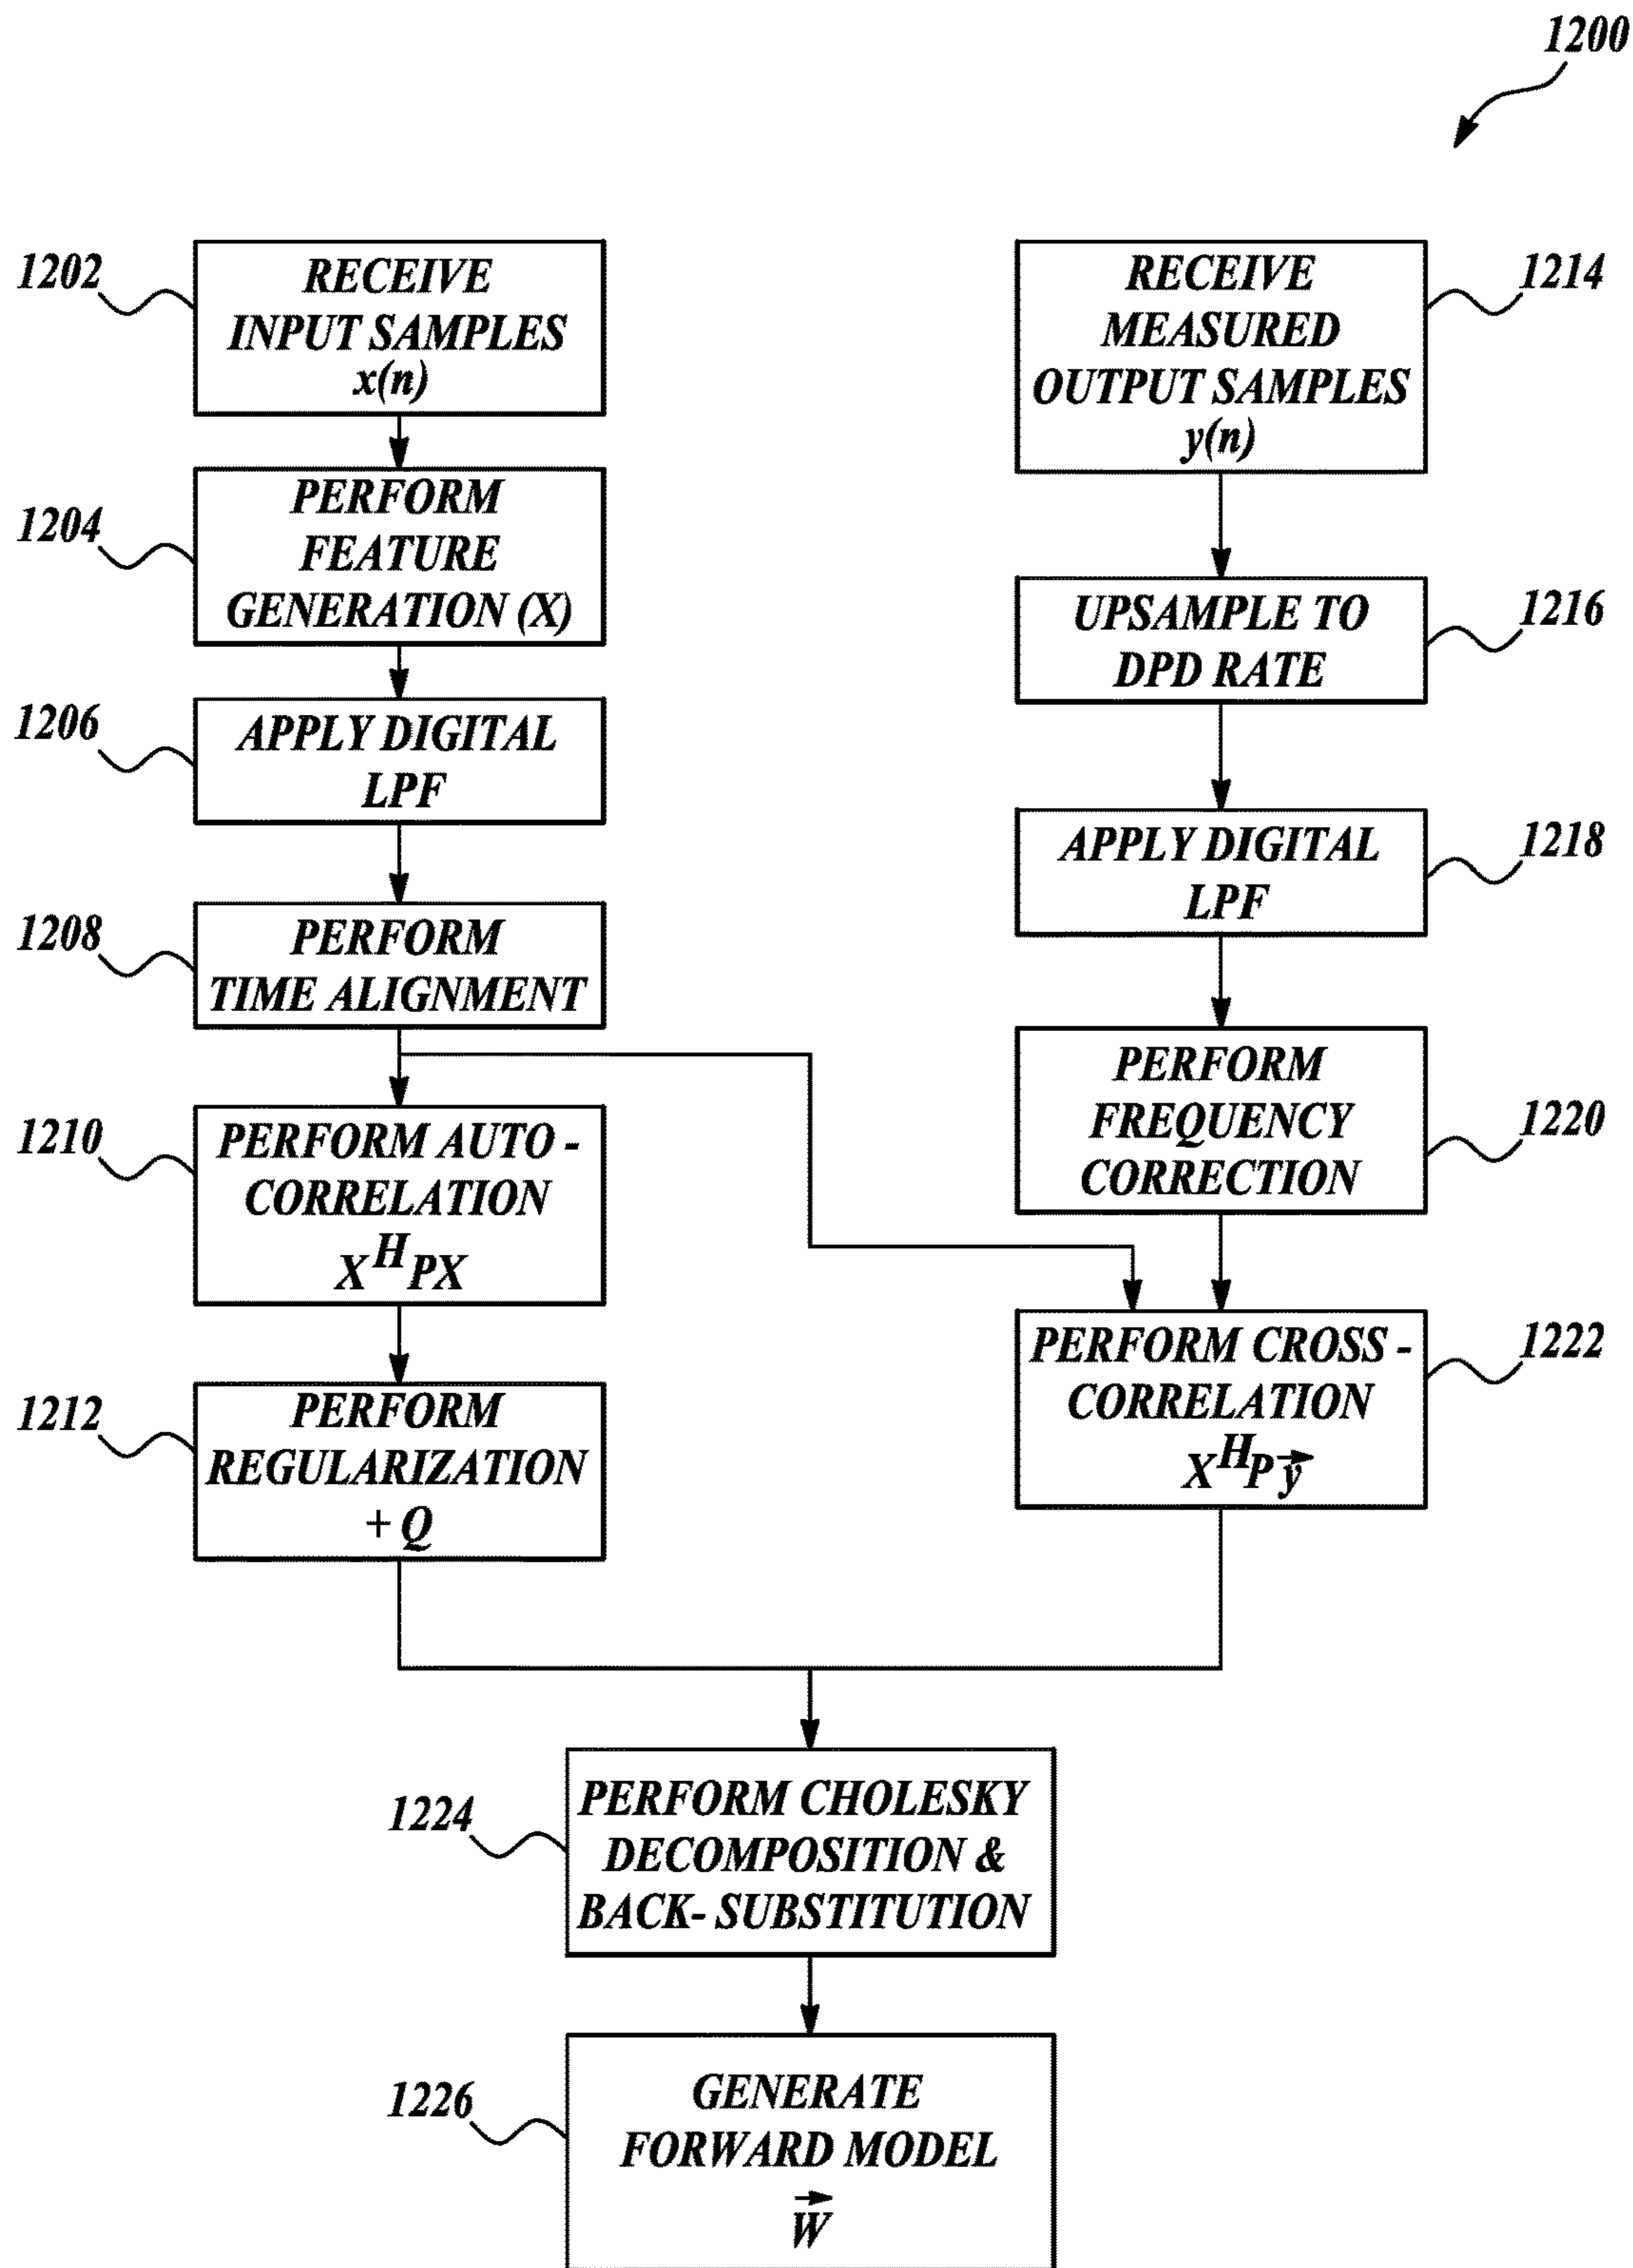 1200
1202
RECEIVE
INPUT SAMPLES
x(n)
1204
PERFORM
FEATURE
GENERATION (X)
1206
APPLY DIGITAL
LPF
1208
PERFORM
TIME ALIGNMENT
1210
PERFORM AUTO -
CORRELATION
X^H PX
1212
PERFORM
REGULARIZATION
+ Q
1214
RECEIVE
MEASURED
OUTPUT SAMPLES
y(n)
1216
UPSAMPLE TO
DPD RATE
1218
APPLY DIGITAL
LPF
1220
PERFORM
FREQUENCY
CORRECTION
1222
PERFORM CROSS -
CORRELATION
X^H P y⃗
1224
PERFORM CHOLESKY
DECOMPOSITION &
BACK- SUBSTITUTION
1226
GENERATE
FORWARD MODEL
W⃗